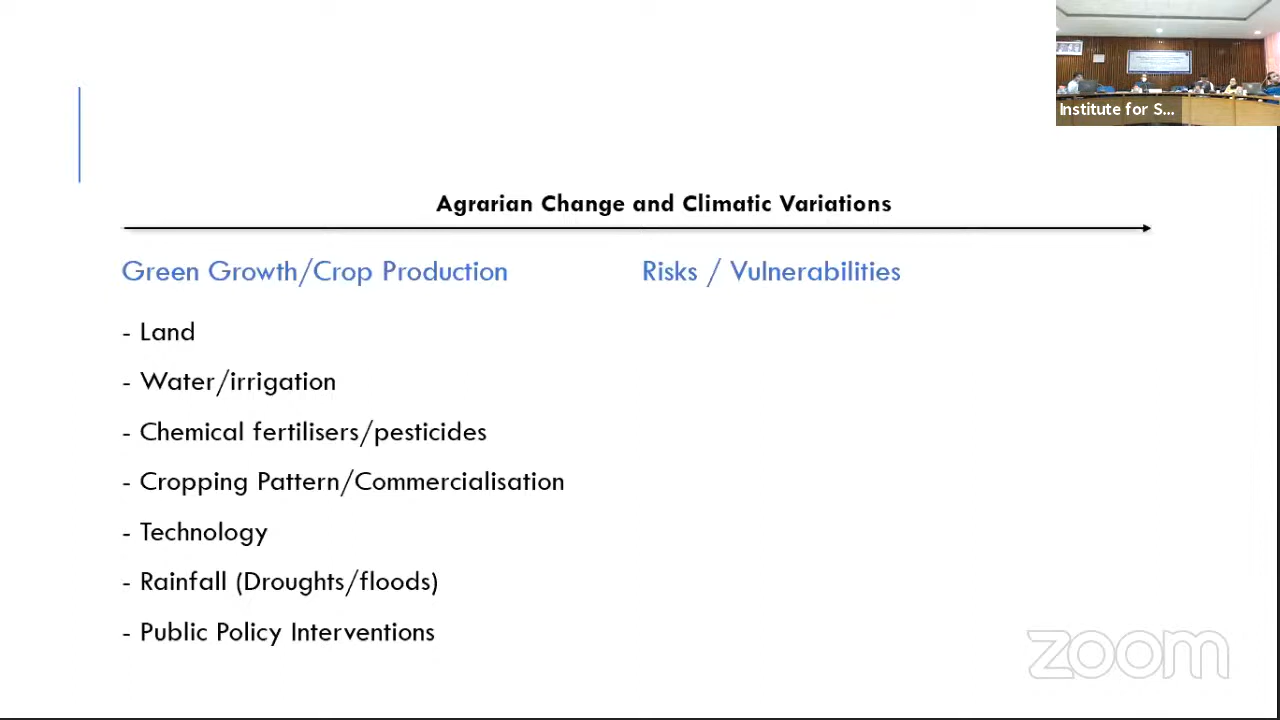 Institute for S...
Agrarian Change and Climatic Variations
Green Growth/Crop Production
Risks / Vulnerabilities
- Land
- Water/irrigation
- Chemical fertilisers/pesticides
- Cropping Pattern/Commercialisation
- Technology
- Rainfall (Droughts/floods)
- Public Policy Interventions
zoom